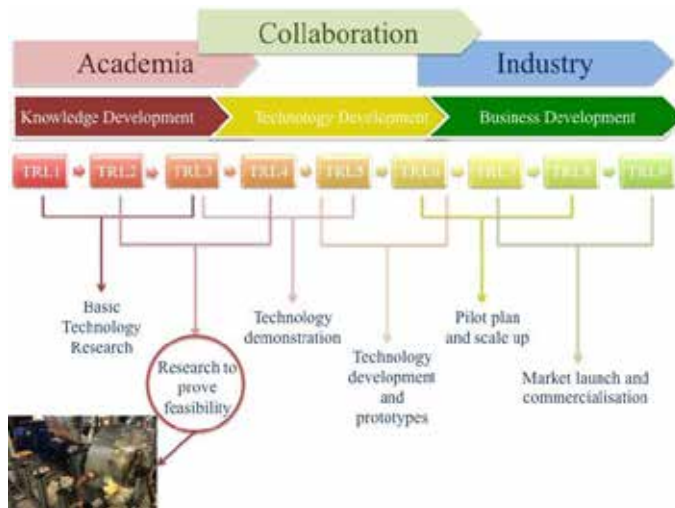 Collaboration
Academia
Industry
Knowledge Development
Technology Development
Business Development
TRL1
TRL2
TRL3
TRL4
TRL5
TRL6
TRL7
TRL8
TRL9
Basic
Technology
Research
Research to
prove
feasibility
Technology
demonstration
Technology
development
and
prototypes
Pilot plan
and scale up
Market launch and
commercialisation